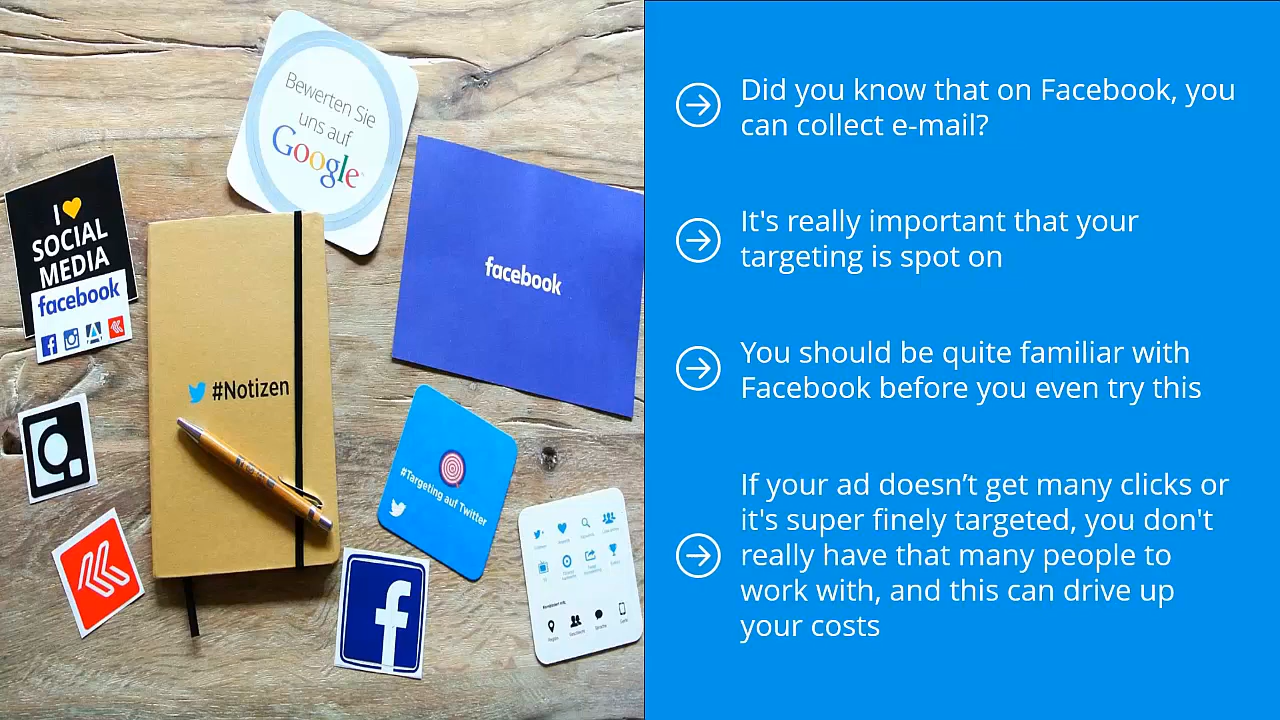 Bewerten Sie
uns auf
Google
I
SOCIAL
MEDIA
facebook
facebook
#Notizen
#Targeting auf Twitter
Did you know that on Facebook, you
can collect e-mail?
It's really important that your
targeting is spot on
You should be quite familiar with
Facebook before you even try this
If your ad doesn’t get many clicks or
it's super finely targeted, you don't
really have that many people to
work with, and this can drive up
your costs